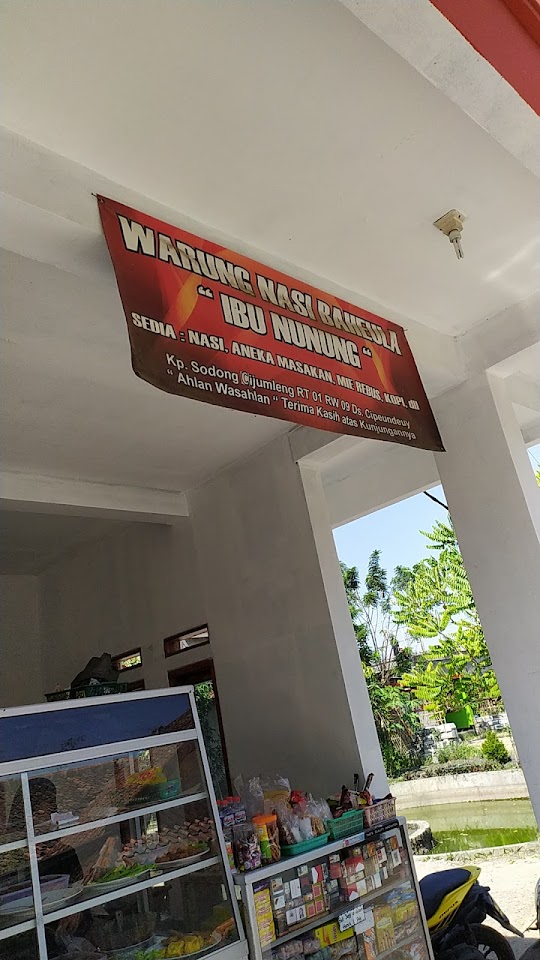 WARUNG NASI BAHEULA
" IBU NUNUNG "
SEDIA : NASI, ANEKA MASAKAN, MIE REBUS, KOPI, dll
Kp. Sodong Cijumleng RT 01 RW 09 Ds. Cipeundeuy
" Ahlan Wasahlan " Terima Kasih atas Kunjungannya